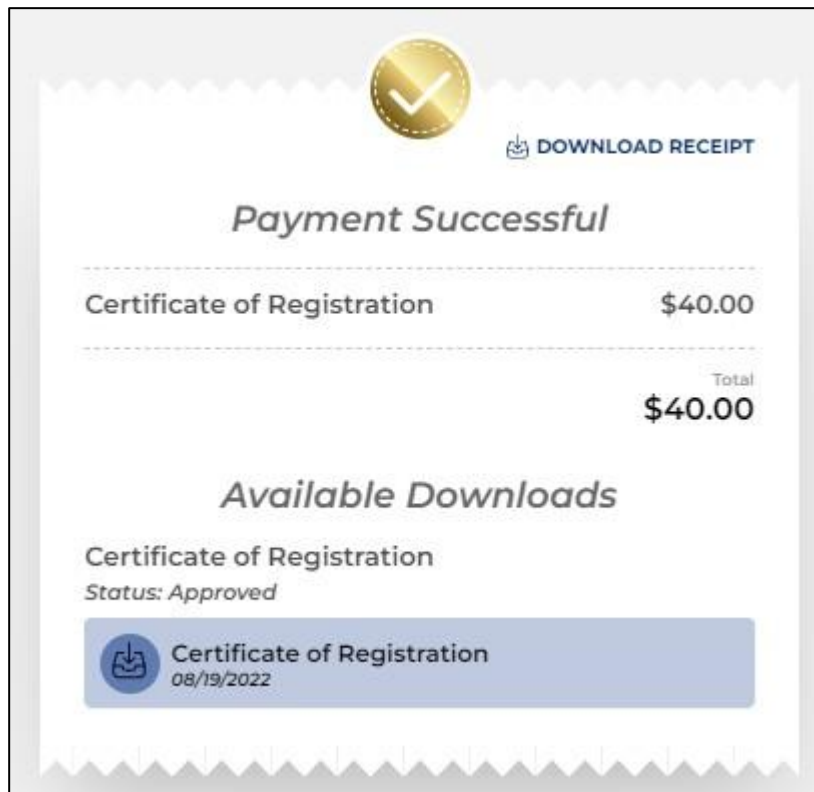 DOWNLOAD RECEIPT
Payment Successful
Certificate of Registration $40.00
Total
$40.00
Available Downloads
Certificate of Registration
Status: Approved
Certificate of Registration
08/19/2022